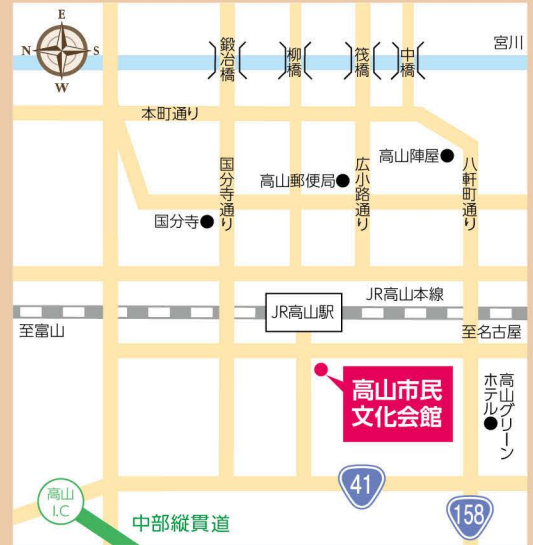 E
N
S
W
宮川
鍛冶橋
柳橋
筏橋
中橋
本町通り
国分寺通り
高山郵便局
広小路通り
高山陣屋
八軒町通り
国分寺
JR高山本線
JR高山駅
至富山
至名古屋
高山市民
文化会館
高山グリーン
ホテル
41
158
高山
I.C
中部縦貫道